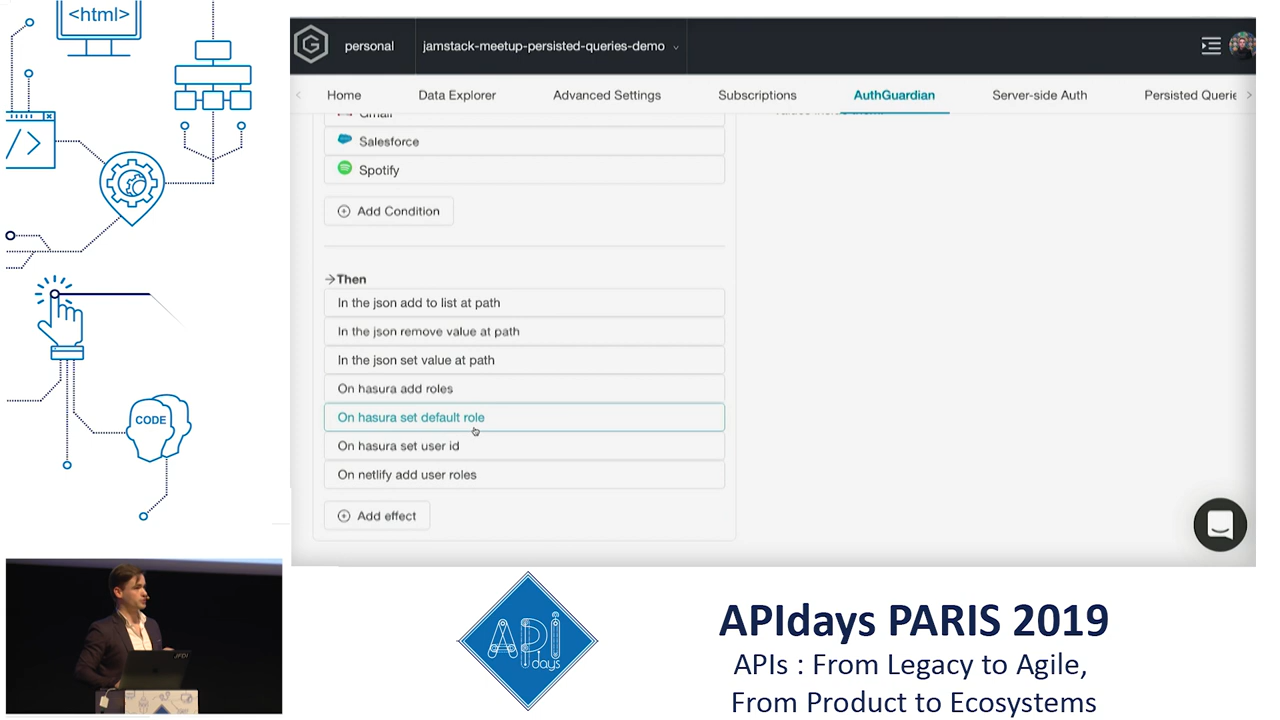 <html>
personal
jamstack-meetup-persisted-queries-demo
Home
Data Explorer
Advanced Settings
Subscriptions
AuthGuardian
Server-side Auth
Persisted Querie
Gmail
Salesforce
Spotify
Add Condition
Then
In the json add to list at path
In the json remove value at path
In the json set value at path
On hasura add roles
On hasura set default role
On hasura set user id
On netlify add user roles
Add effect
</>
CODE
JFDI
API
days
APIdays PARIS 2019
APIs : From Legacy to Agile,
From Product to Ecosystems